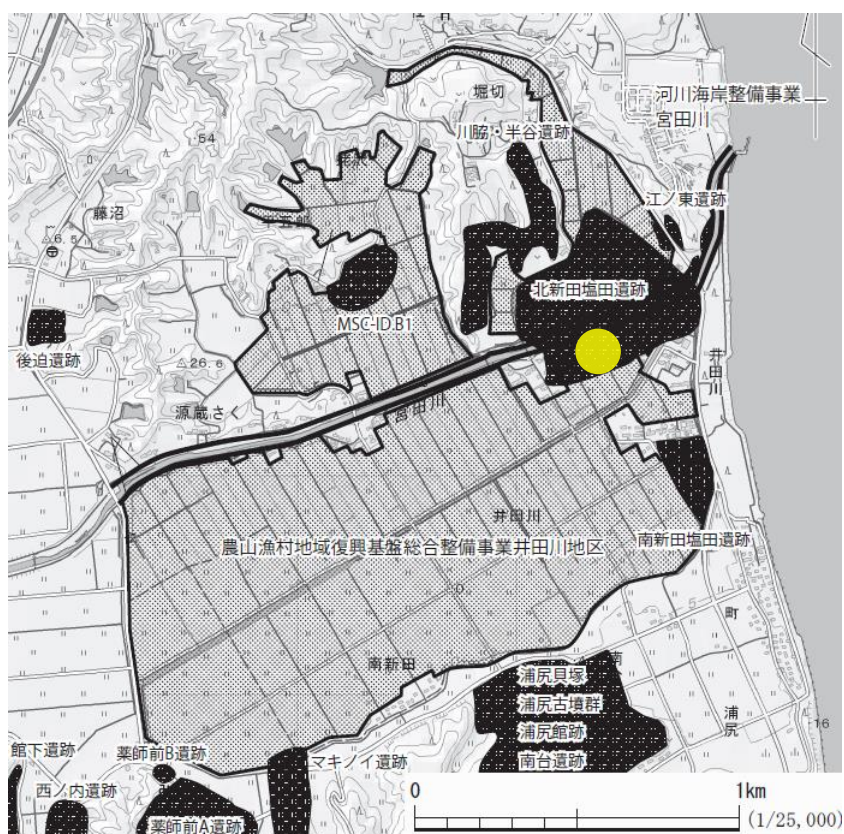 堀切
河川海岸整備事業
宮田川
川脇・半谷遺跡
54
江ノ東遺跡
藤沼
6.5
北新田塩田遺跡
MSC-ID.B1
後迫遺跡
26.6
井田川
源蔵さく
宮田川
井田川
南新田塩田遺跡
農山漁村地域復興基盤総合整備事業井田川地区
0
5
町
南新田
浦尻貝塚
浦尻古墳群
浦尻
浦尻館跡
16
館下遺跡
薬師前B遺跡
マキノイ遺跡
南台遺跡
西ノ内遺跡
薬師前A遺跡
0 1km
(1/25,000)